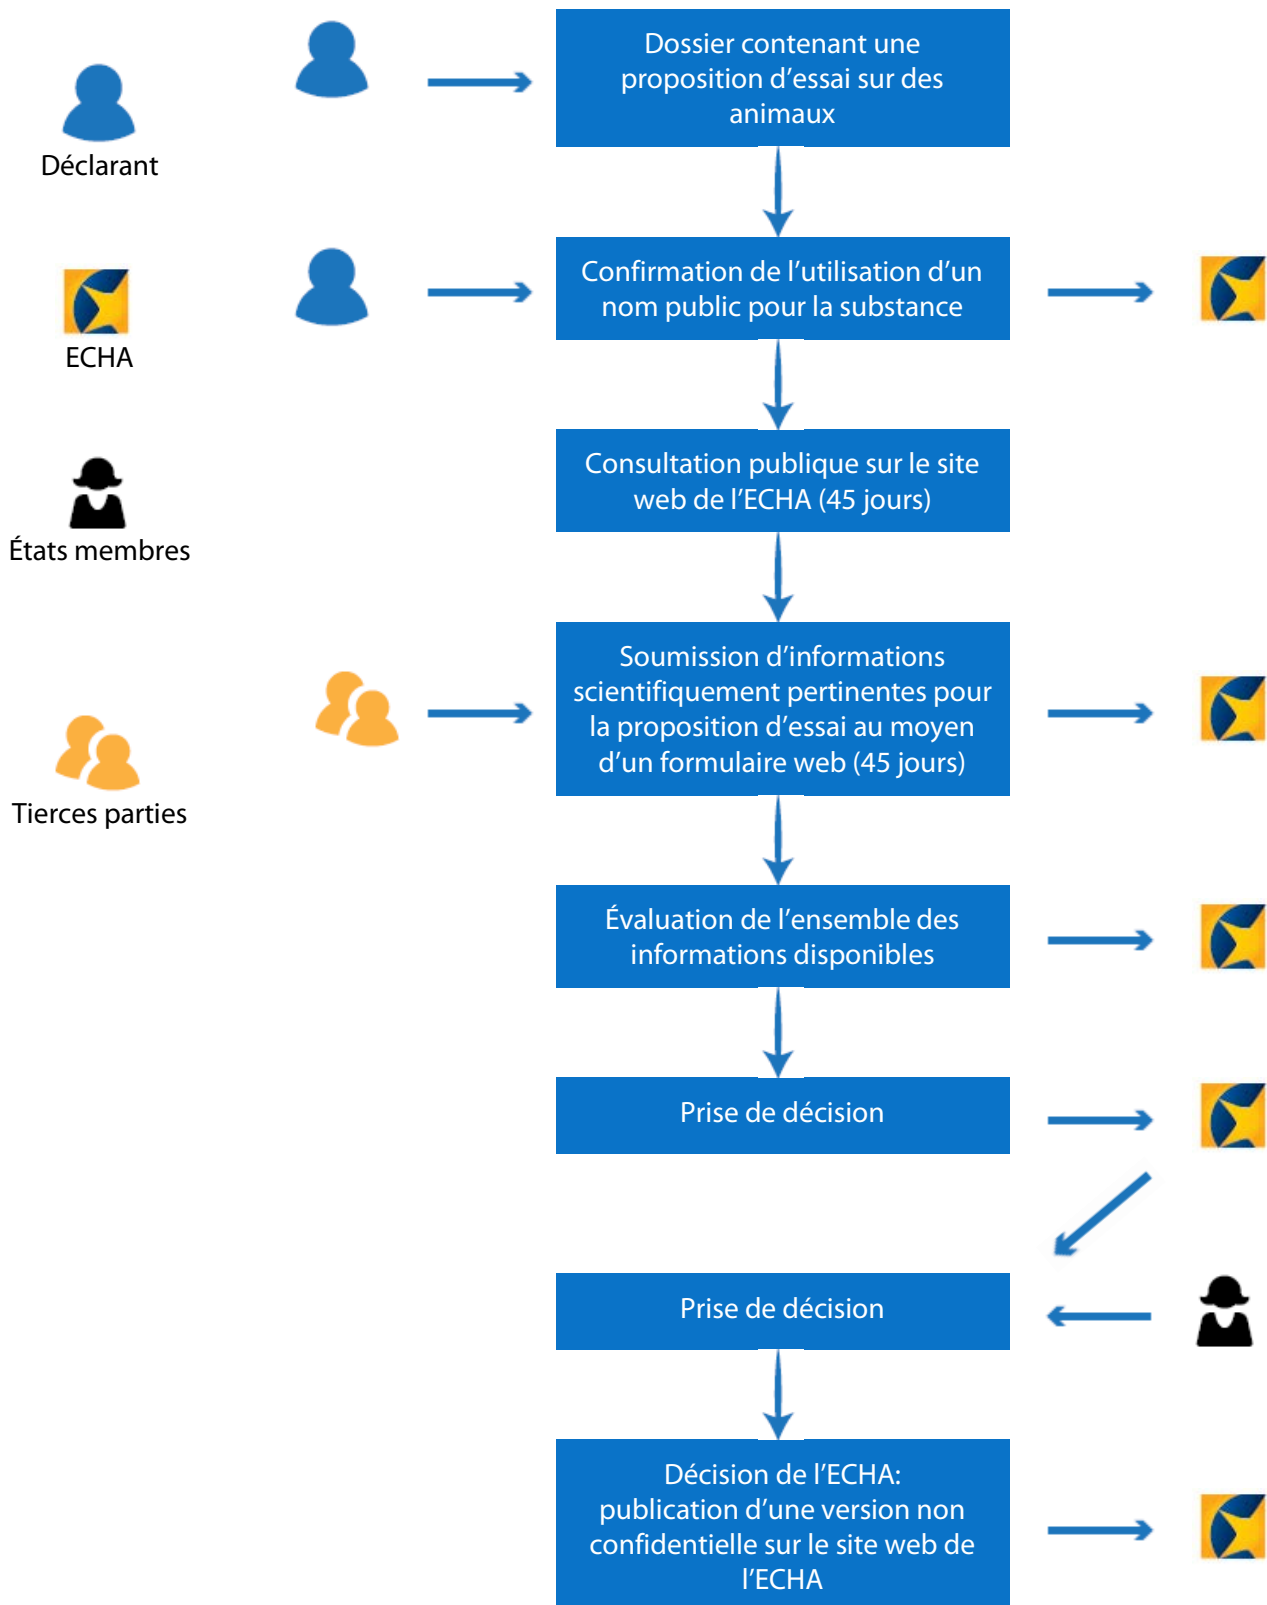 Déclarant
ECHA
États membres
Tierces parties
Dossier contenant une
proposition d’essai sur des
animaux
Confirmation de l’utilisation d’un
nom public pour la substance
Consultation publique sur le site
web de l’ECHA (45 jours)
Soumission d’informations
scientifiquement pertinentes pour
la proposition d’essai au moyen
d’un formulaire web (45 jours)
Évaluation de l’ensemble des
informations disponibles
Prise de décision
Prise de décision
Décision de l’ECHA:
publication d’une version non
confidentielle sur le site web de
l’ECHA